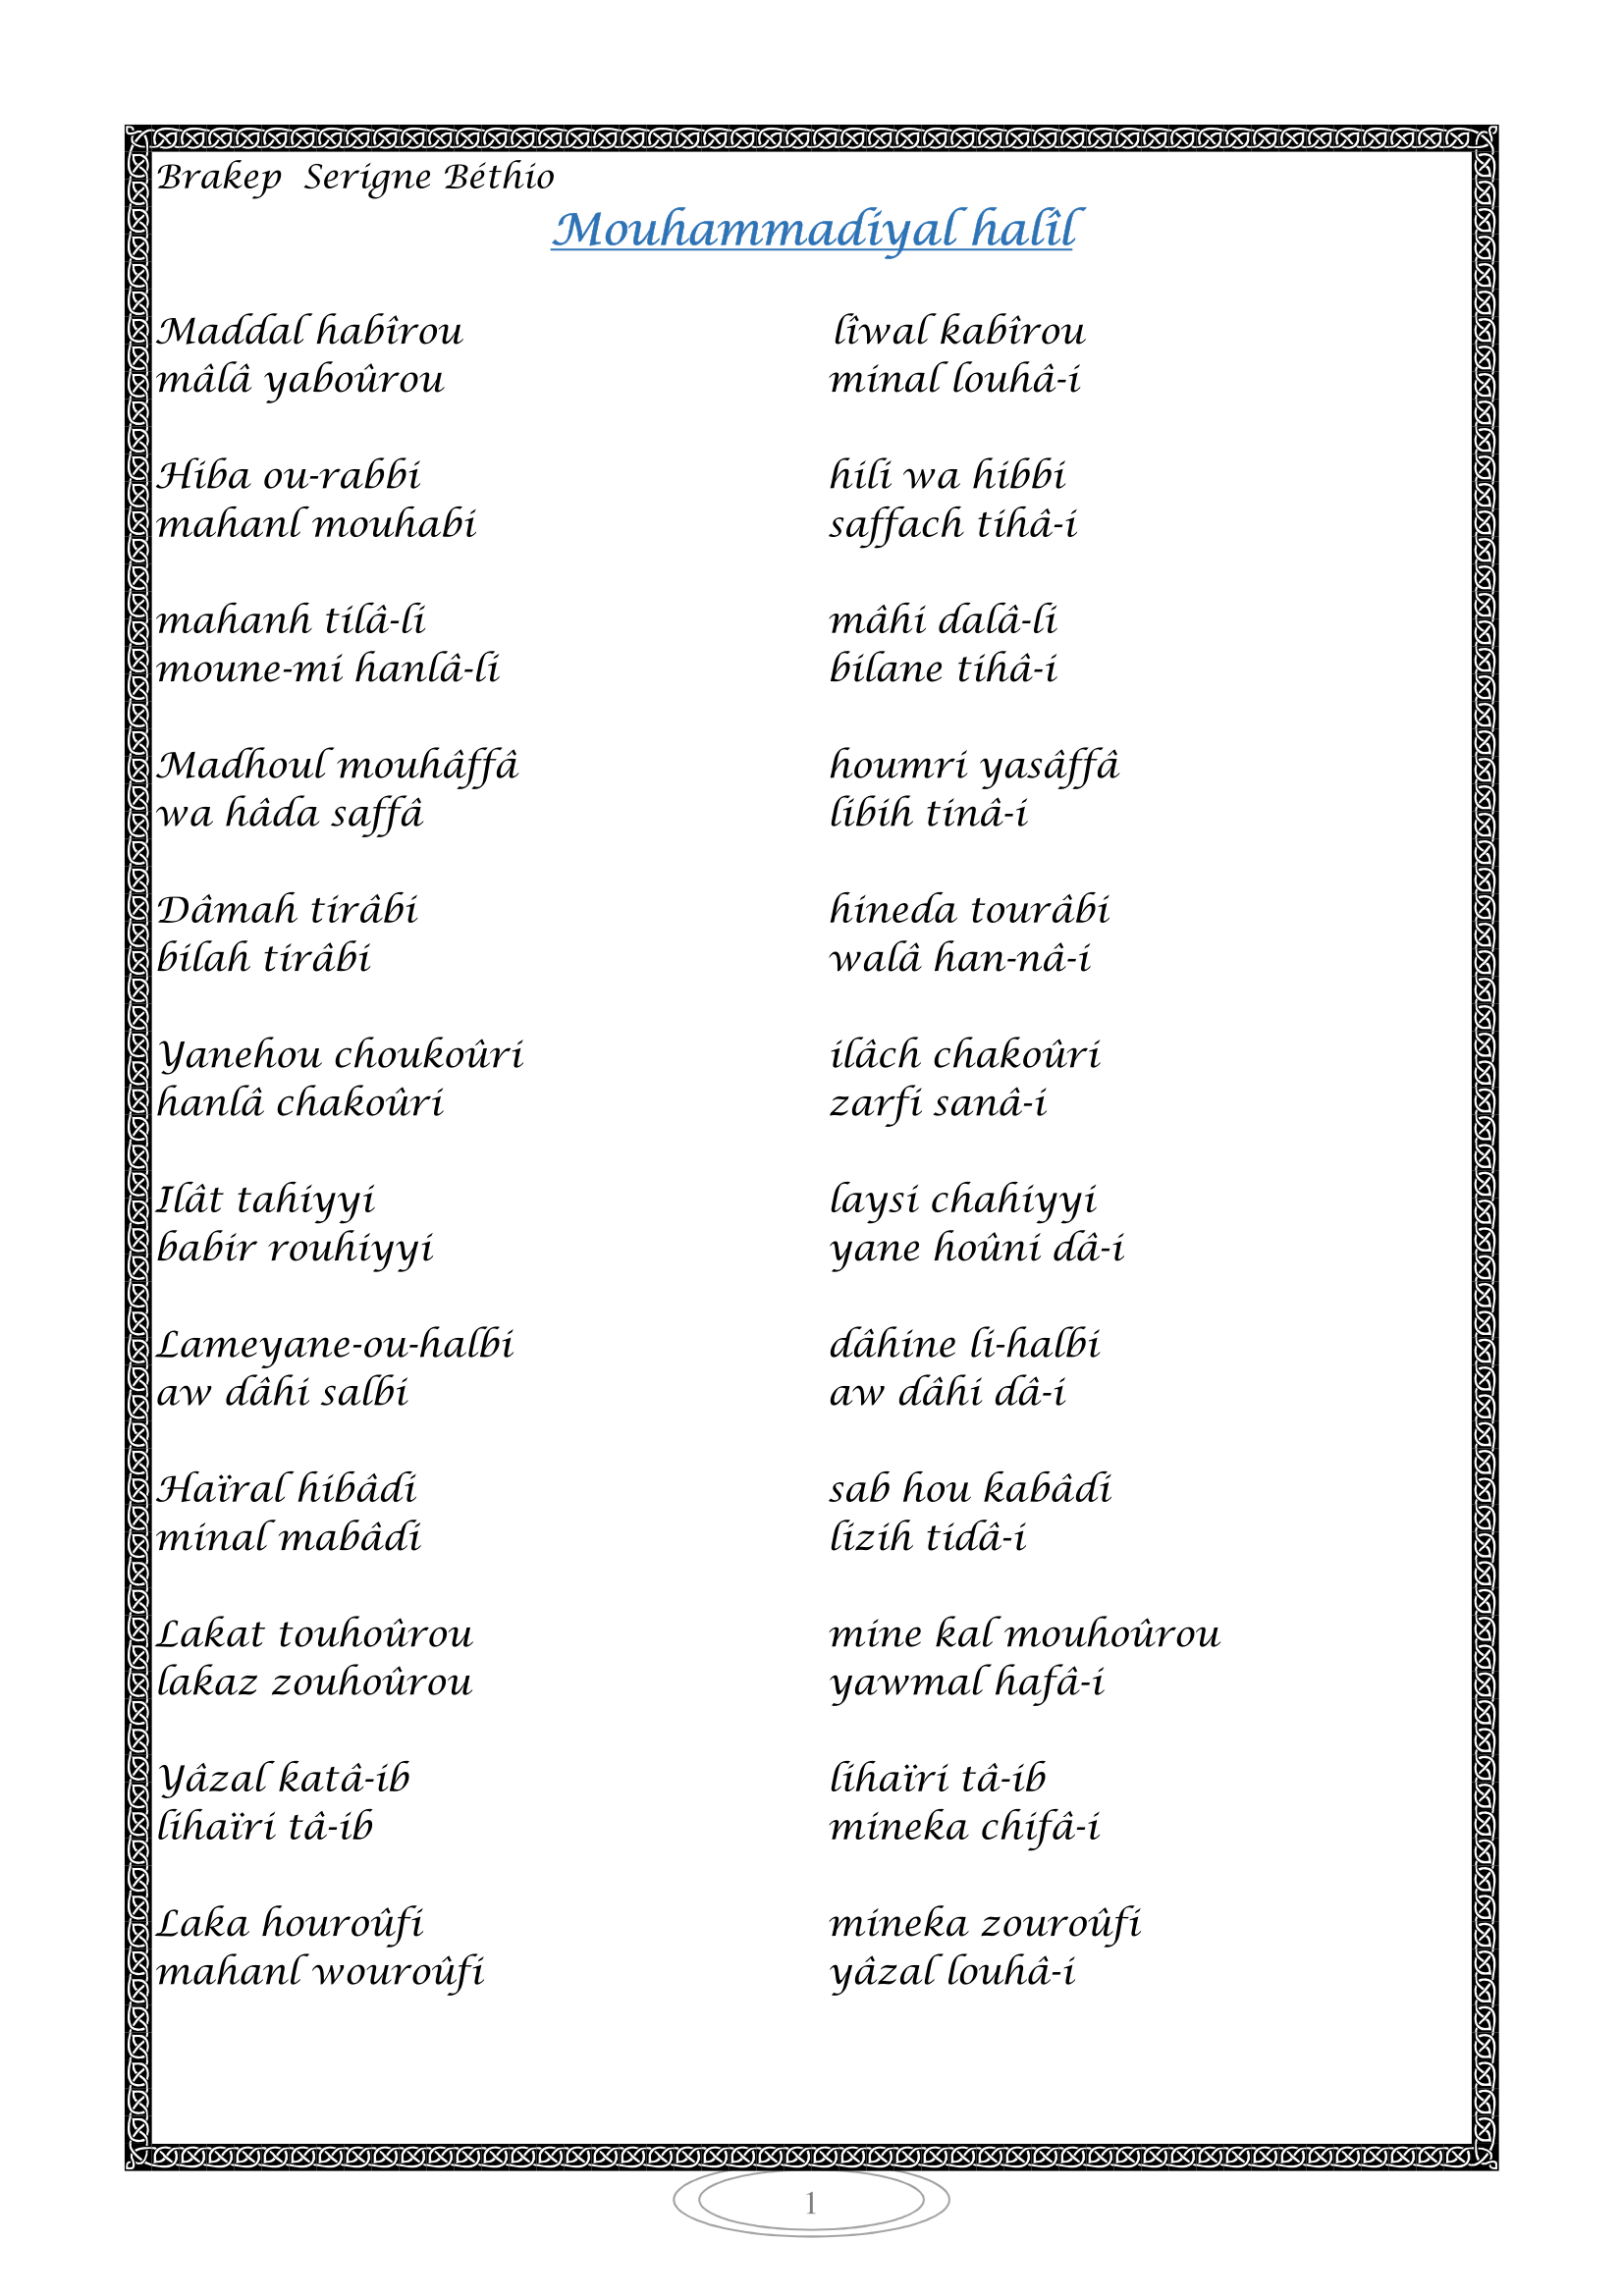 Brakep Serigne Béthio
Mouhammadiyal halîl
Maddal habîrou lîwal kabîrou
mâlâ yaboûrou minal louhâ-i
Hiba ou-rabbi hili wa hibbi
mahanl mouhabi saffach tihâ-i
mahanh tilâ-li mâhi dalâ-li
moune-mi hanlâ-li bilane tihâ-i
Madhoul mouhâffâ houmri yasâffâ
wa hâda saffâ libih tinâ-i
Dâmah tirâbi hineda tourâbi
bilah tirâbi walâ han-nâ-i
Yanehou choukoûri ilâch chakoûri
hanlâ chakoûri zarfi sanâ-i
Ilât tahiyyi laysi chahiyyi
babir rouhiyyi yane hoûni dâ-i
Lameyane-ou-halbi dâhine li-halbi
aw dâhi salbi aw dâhi dâ-i
Haïral hibâdi sab hou kabâdi
minal mabâdi lizih tidâ-i
Lakat touhoûrou mine kal mouhoûrou
lakaz zouhoûrou yawmal hafâ-i
Yâzal katâ-ib lihaïri tâ-ib
lihaïri tâ-ib mineka chifâ-i
Laka houroûfi mineka zouroûfi
mahanl wouroûfi yâzal louhâ-i
1